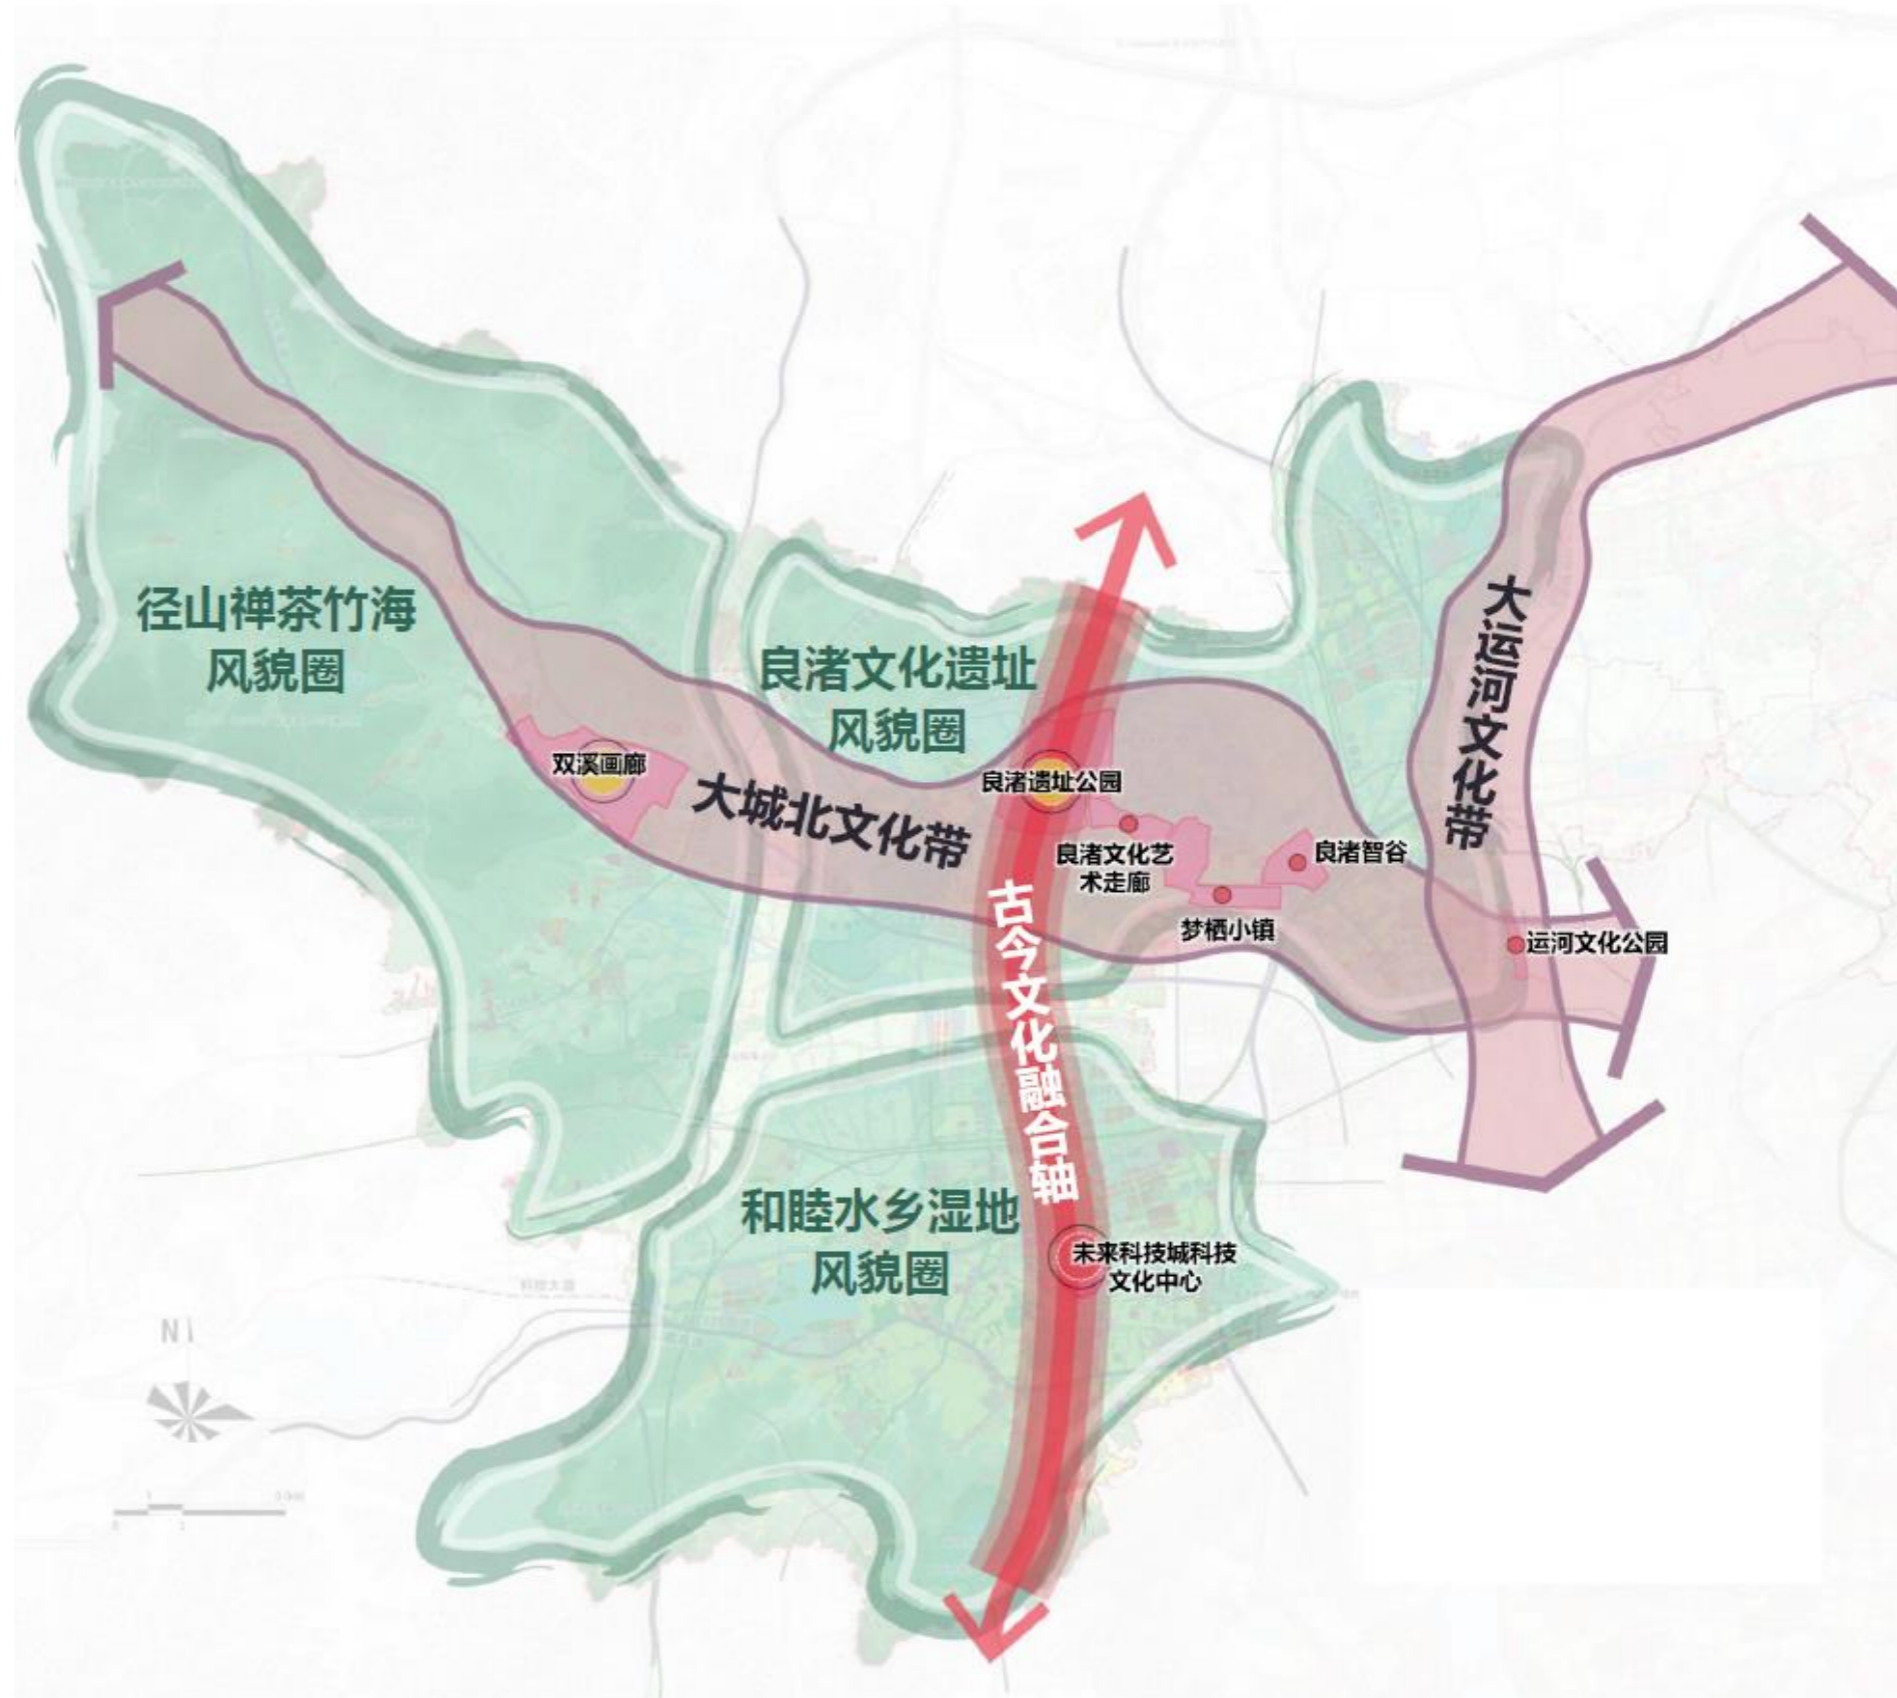 径山禅茶竹海
风貌圈
良渚文化遗址
风貌圈
大运河文化带
双溪画廊
大城北文化带
良渚遗址公园
良渚文化艺
术走廊
良渚智谷
梦栖小镇
运河文化公园
古今文化融合轴
和睦水乡湿地
风貌圈
未来科技城科技
文化中心
N